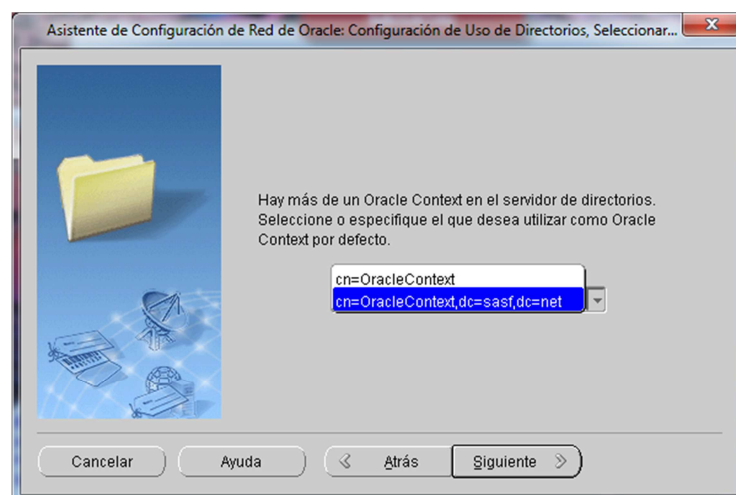 Asistente de Configuración de Red de Oracle: Configuración de Uso de Directorios, Seleccionar...
Hay más de un Oracle Context en el servidor de directorios.
Seleccione o especifique el que desea utilizar como Oracle
Context por defecto.
cn=OracleContext
cn=OracleContext,dc=sasf,dc=net
Cancelar
Ayuda
Atrás
Siguiente